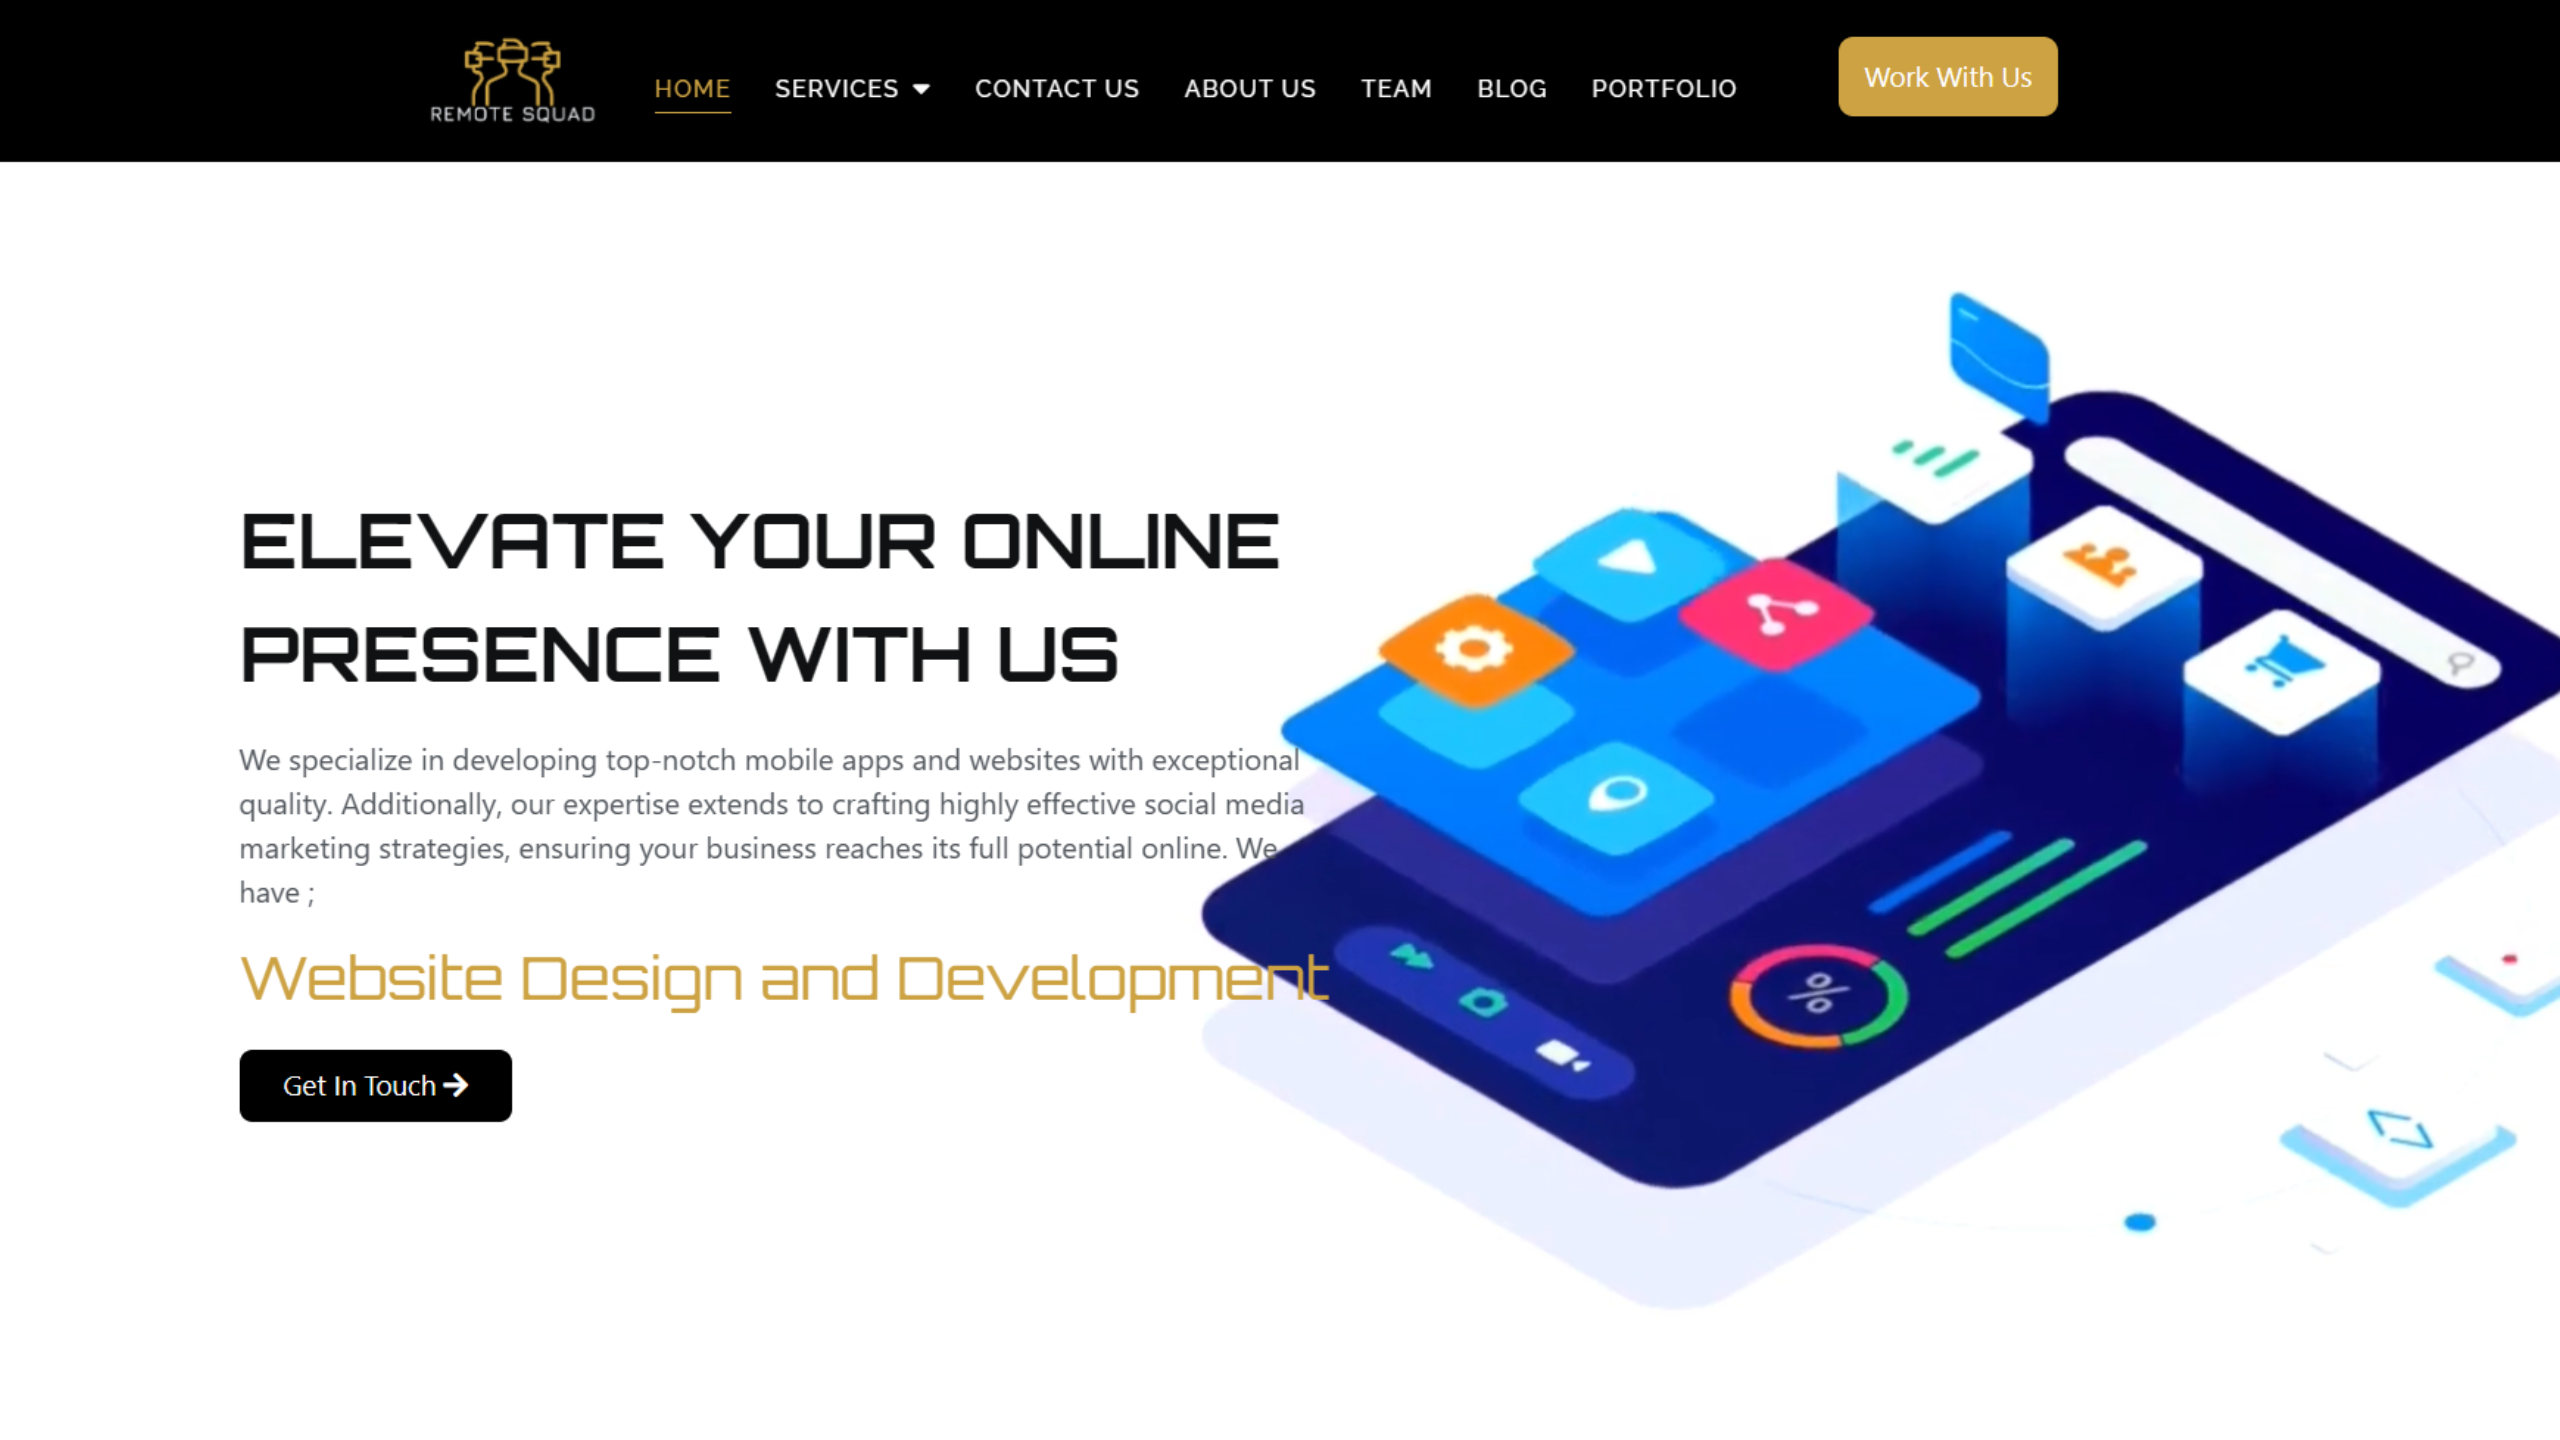 REMOTE SQUAD
HOME
SERVICES
CONTACT US
ABOUT US
TEAM
BLOG
PORTFOLIO
Work With Us
ELEVATE YOUR ONLINE
PRESENCE WITH US
We specialize in developing top-notch mobile apps and websites with exceptional
quality. Additionally, our expertise extends to crafting highly effective social media
marketing strategies, ensuring your business reaches its full potential online. We
have ;
Website Design and Development
Get In Touch
%